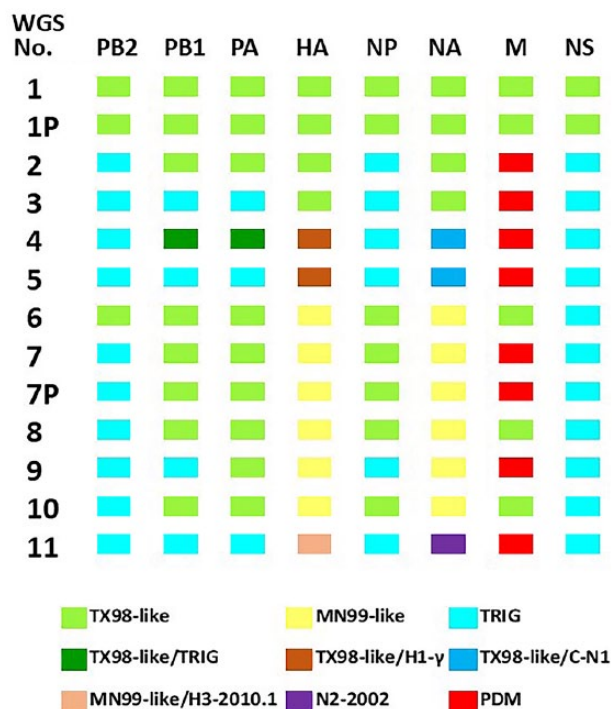 WGS
No. PB2 PB1 PA HA NP NA M NS
1
1P
2
3
4
5
6
7
7P
8
9
10
11
TX98-like MN99-like TRIG
TX98-like/TRIG TX98-like/H1-γ TX98-like/C-N1
MN99-like/H3-2010.1 N2-2002 PDM